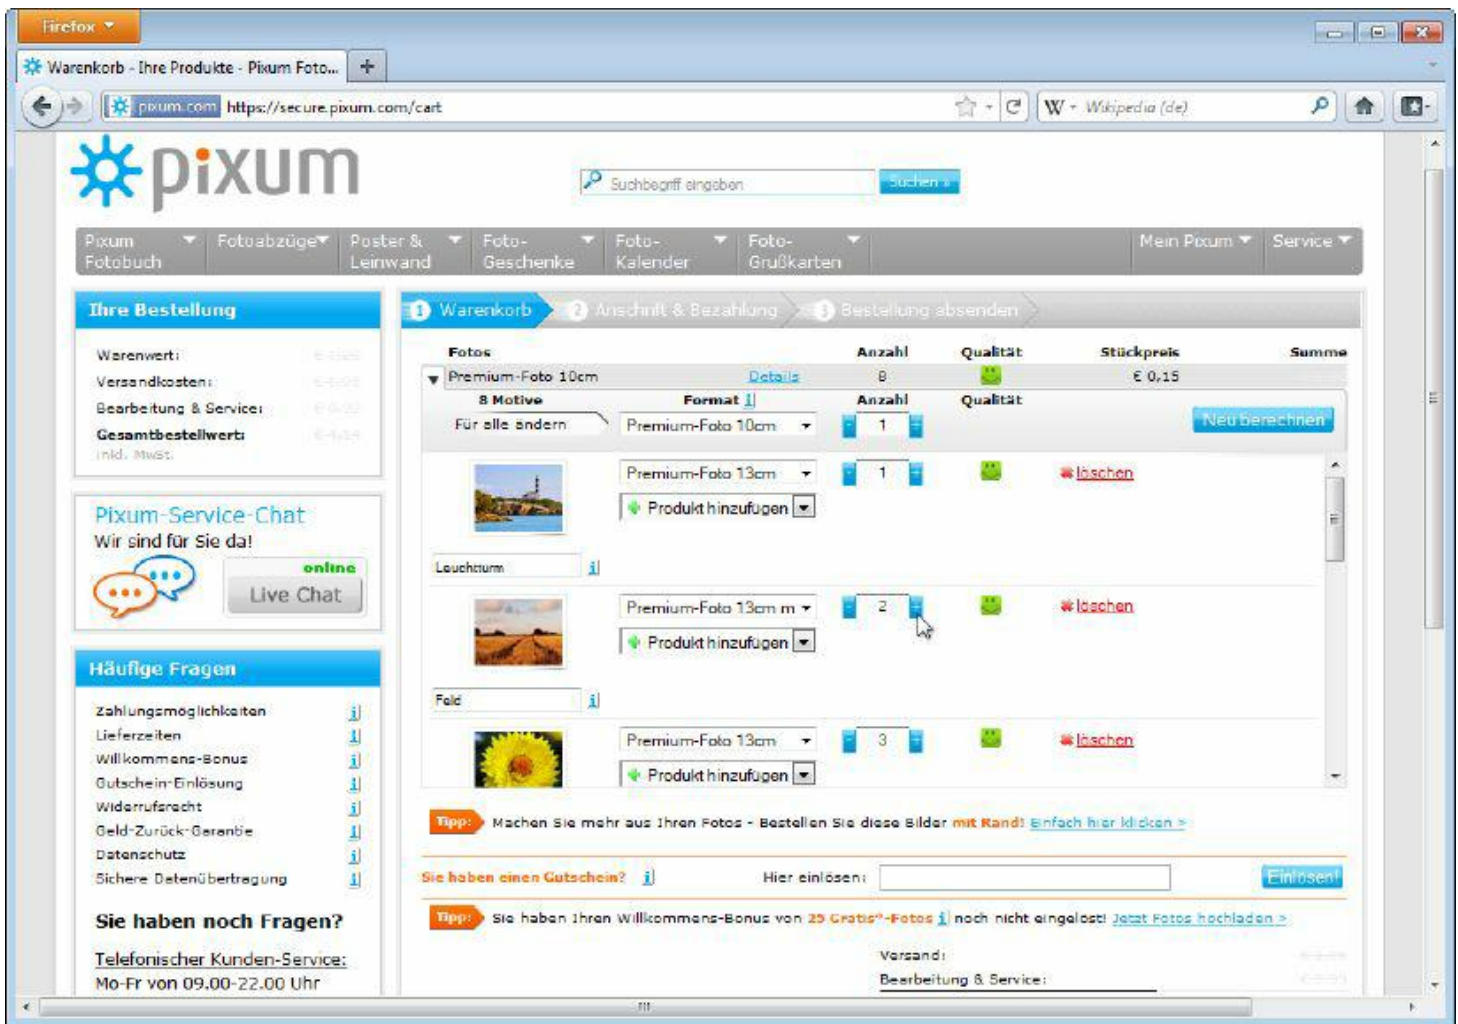 Firefox
Warenkorb - Ihre Produkte - Pixum Foto...
pixum.com https://secure.pixum.com/cart
Wikipedia (de)
pixum
Suchbegriff eingeben
Suchen »
Pixum Fotobuch
Fotoabzüge
Poster & Leinwand
Foto-Geschenke
Foto-Kalender
Foto-Grußkarten
Mein Pixum
Service
Ihre Bestellung
Warenwert:
Versandkosten:
Bearbeitung & Service:
Gesamtbestellwert:
inkl. MwSt.
Pixum-Service-Chat
Wir sind für Sie da!
online
Live Chat
Häufige Fragen
Zahlungsmöglichkeiten
Lieferzeiten
Willkommens-Bonus
Gutschein-Einlösung
Widerrufsrecht
Geld-Zurück-Garantie
Datenschutz
Sichere Datenübertragung
Sie haben noch Fragen?
Telefonischer Kunden-Service:
Mo-Fr von 09.00-22.00 Uhr
1 Warenkorb 2 Anschrift & Bezahlung 3 Bestellung absenden
Fotos Anzahl Qualität Stückpreis Summe
Premium-Foto 10cm Details 8 € 0,15
8 Motive Format i Anzahl Qualität
Für alle ändern Premium-Foto 10cm - 1 + Neu berechnen
Premium-Foto 13cm - 1 + löschen
Produkt hinzufügen
Leuchtturm i
Premium-Foto 13cm m - 2 + löschen
Produkt hinzufügen
Feld i
Premium-Foto 13cm - 3 + löschen
Produkt hinzufügen
Tipp: Machen Sie mehr aus Ihren Fotos - Bestellen Sie diese Bilder mit Rand! Einfach hier klicken >
Sie haben einen Gutschein? i Hier einlösen: Einlösen!
Tipp: Sie haben Ihren Willkommens-Bonus von 25 Gratis*-Fotos i noch nicht eingelöst! Jetzt Fotos hochladen >
Versand:
Bearbeitung & Service: